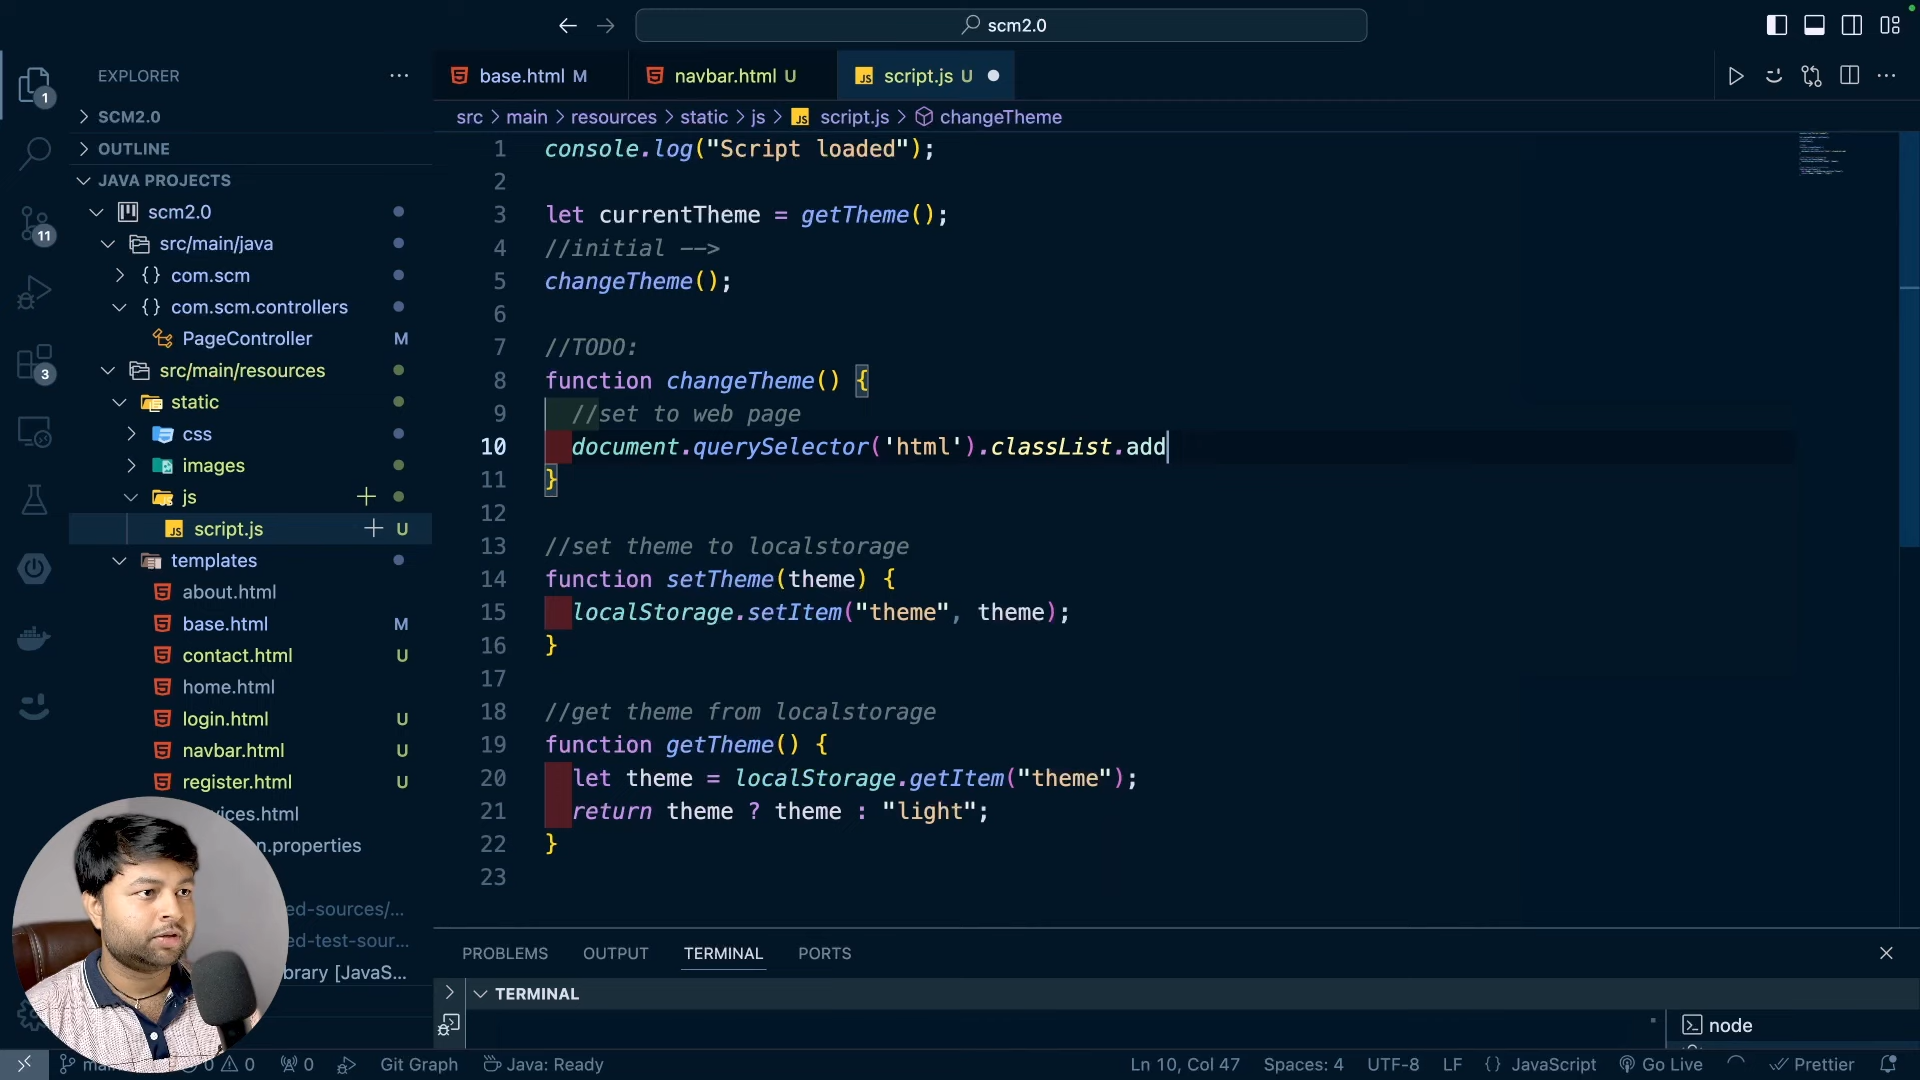 scm2.0
EXPLORER
base.html M
navbar.html U
script.js U
SCM2.0
OUTLINE
JAVA PROJECTS
scm2.0
src/main/java
com.scm
com.scm.controllers
PageController M
src/main/resources
static
css
images
js
script.js U
templates
about.html
base.html M
contact.html U
home.html
login.html U
navbar.html U
register.html U
ices.html
n.properties
ed-sources/...
ed-test-sour...
brary [JavaS...
1
11
3
src > main > resources > static > js > script.js > changeTheme
1 console.log("Script loaded");
2
3 let currentTheme = getTheme();
4 //initial -->
5 changeTheme();
6
7 //TODO:
8 function changeTheme() {
9 //set to web page
10 document.querySelector('html').classList.add
11 }
12
13 //set theme to localstorage
14 function setTheme(theme) {
15 localStorage.setItem("theme", theme);
16 }
17
18 //get theme from localstorage
19 function getTheme() {
20 let theme = localStorage.getItem("theme");
21 return theme ? theme : "light";
22 }
23
PROBLEMS OUTPUT TERMINAL PORTS
TERMINAL
node
0 0 0 Git Graph Java: Ready Ln 10, Col 47 Spaces: 4 UTF-8 LF {} JavaScript Go Live Prettier